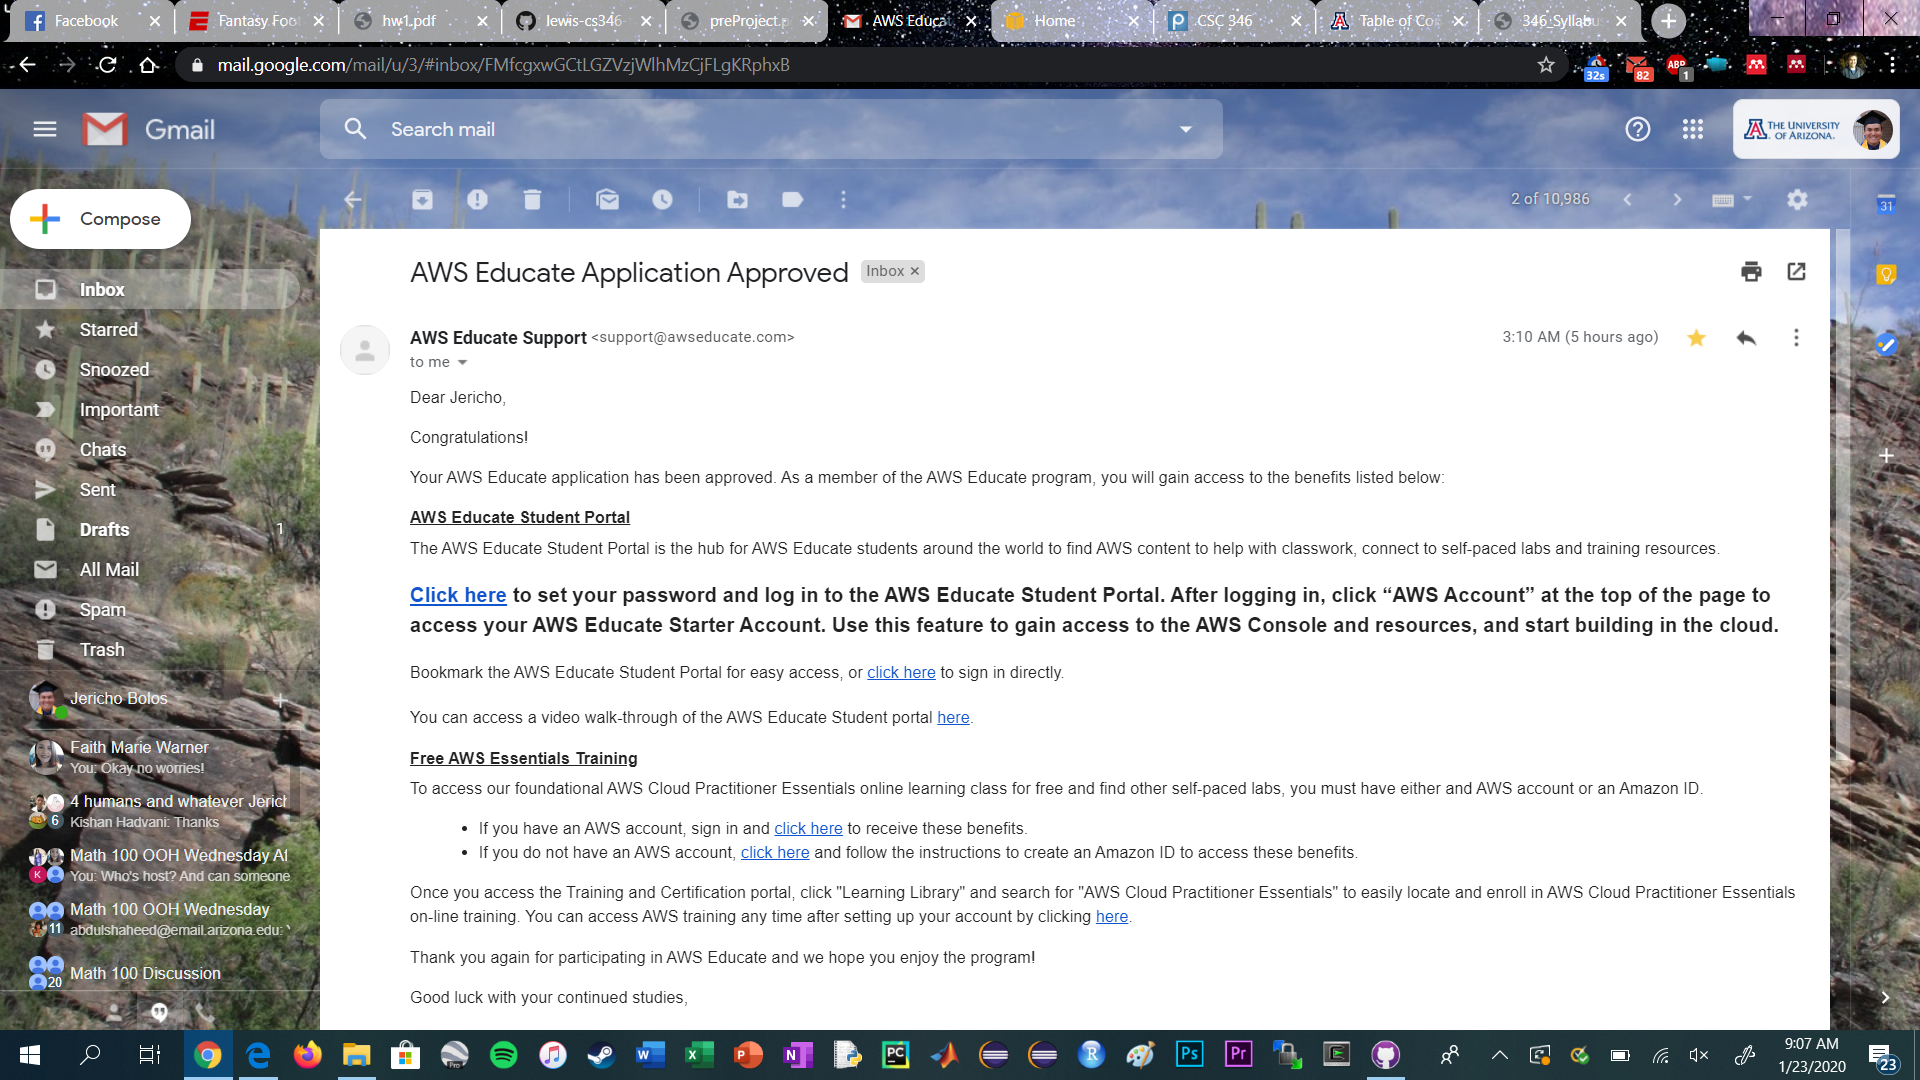 Facebook
Fantasy Foo
hw1.pdf
lewis-cs346
preProject.p
AWS Educa
Home
CSC 346
Table of Co
346_Syllabu
mail.google.com/mail/u/3/#inbox/FMfcgxwGCtLGZVzjWlhMzCjFLgKRphxB
32s
82
ABP
1
Gmail
Search mail
THE UNIVERSITY
OF ARIZONA.
Compose
2 of 10,986
31
Inbox
Starred
Snoozed
Important
Chats
Sent
Drafts
1
All Mail
Spam
Trash
Jericho Bolos
Faith Marie Warner
You: Okay no worries!
4 humans and whatever Jerich
6
Kishan Hadvani: Thanks
Math 100 OOH Wednesday Af
K
You: Who's host? And can someone
Math 100 OOH Wednesday
11
abdulshaheed@email.arizona.edu:
Math 100 Discussion
20
AWS Educate Application Approved
Inbox
AWS Educate Support <support@awseducate.com>
3:10 AM (5 hours ago)
to me
Dear Jericho,
Congratulations!
Your AWS Educate application has been approved. As a member of the AWS Educate program, you will gain access to the benefits listed below:
AWS Educate Student Portal
The AWS Educate Student Portal is the hub for AWS Educate students around the world to find AWS content to help with classwork, connect to self-paced labs and training resources.
Click here to set your password and log in to the AWS Educate Student Portal. After logging in, click “AWS Account” at the top of the page to
access your AWS Educate Starter Account. Use this feature to gain access to the AWS Console and resources, and start building in the cloud.
Bookmark the AWS Educate Student Portal for easy access, or click here to sign in directly.
You can access a video walk-through of the AWS Educate Student portal here.
Free AWS Essentials Training
To access our foundational AWS Cloud Practitioner Essentials online learning class for free and find other self-paced labs, you must have either and AWS account or an Amazon ID.
• If you have an AWS account, sign in and click here to receive these benefits.
• If you do not have an AWS account, click here and follow the instructions to create an Amazon ID to access these benefits.
Once you access the Training and Certification portal, click "Learning Library" and search for "AWS Cloud Practitioner Essentials" to easily locate and enroll in AWS Cloud Practitioner Essentials
on-line training. You can access AWS training any time after setting up your account by clicking here.
Thank you again for participating in AWS Educate and we hope you enjoy the program!
Good luck with your continued studies,
Pro
PC
R
Ps
Pr
9:07 AM
1/23/2020
23